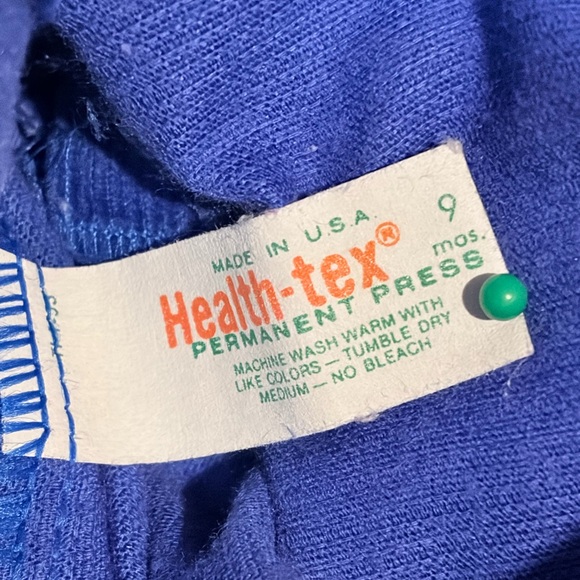 MADE IN U.S.A. 9
Health-tex® mos.
PERMANENT PRESS
MACHINE WASH WARM WITH
LIKE COLORS — TUMBLE DRY
MEDIUM — NO BLEACH